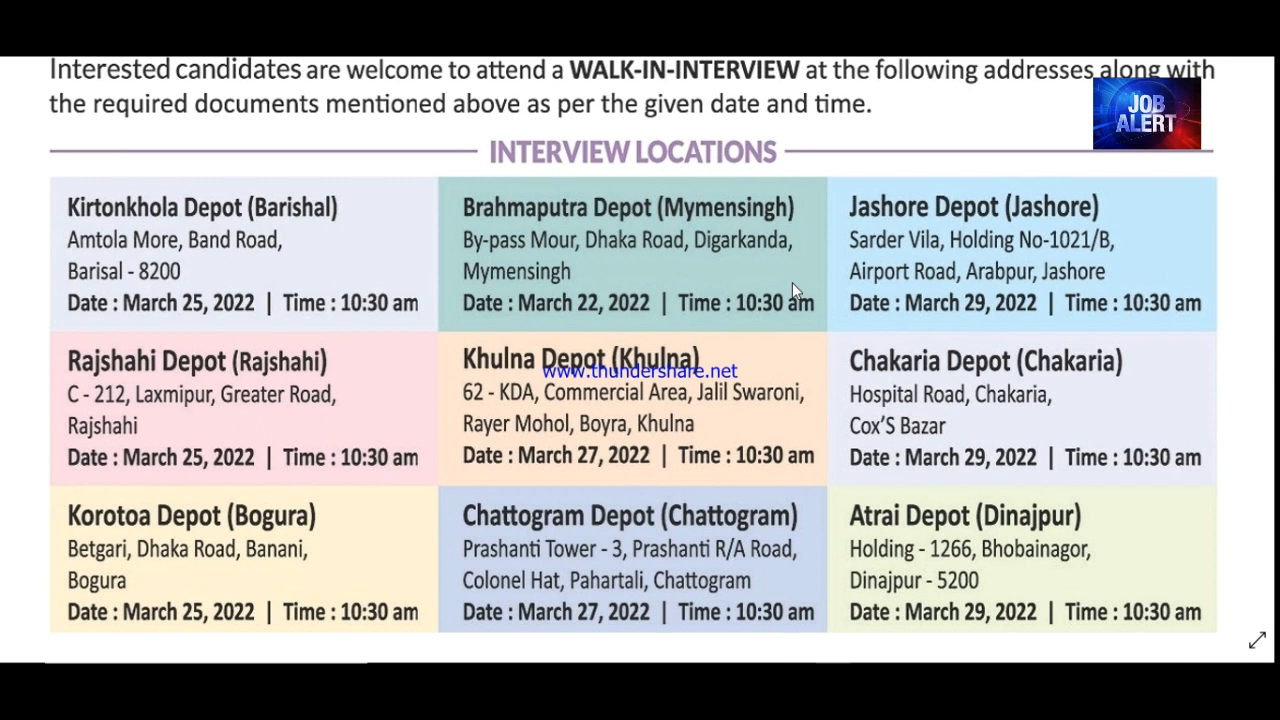 Interested candidates are welcome to attend a WALK-IN-INTERVIEW at the following addresses along with
the required documents mentioned above as per the given date and time.
JOB
ALERT
INTERVIEW LOCATIONS
Kirtonkhola Depot (Barishal)
Amtola More, Band Road,
Barisal - 8200
Date : March 25, 2022 | Time : 10:30 am
Brahmaputra Depot (Mymensingh)
By-pass Mour, Dhaka Road, Digarkanda,
Mymensingh
Date : March 22, 2022 | Time : 10:30 am
Jashore Depot (Jashore)
Sarder Vila, Holding No-1021/B,
Airport Road, Arabpur, Jashore
Date : March 29, 2022 | Time : 10:30 am
Rajshahi Depot (Rajshahi)
C - 212, Laxmipur, Greater Road,
Rajshahi
Date : March 25, 2022 | Time : 10:30 am
Khulna Depot (Khulna)
www.thundershare.net
62 - KDA, Commercial Area, Jalil Swaroni,
Rayer Mohol, Boyra, Khulna
Date : March 27, 2022 | Time : 10:30 am
Chakaria Depot (Chakaria)
Hospital Road, Chakaria,
Cox’S Bazar
Date : March 29, 2022 | Time : 10:30 am
Korotoa Depot (Bogura)
Betgari, Dhaka Road, Banani,
Bogura
Date : March 25, 2022 | Time : 10:30 am
Chattogram Depot (Chattogram)
Prashanti Tower - 3, Prashanti R/A Road,
Colonel Hat, Pahartali, Chattogram
Date : March 27, 2022 | Time : 10:30 am
Atrai Depot (Dinajpur)
Holding - 1266, Bhobainagor,
Dinajpur - 5200
Date : March 29, 2022 | Time : 10:30 am